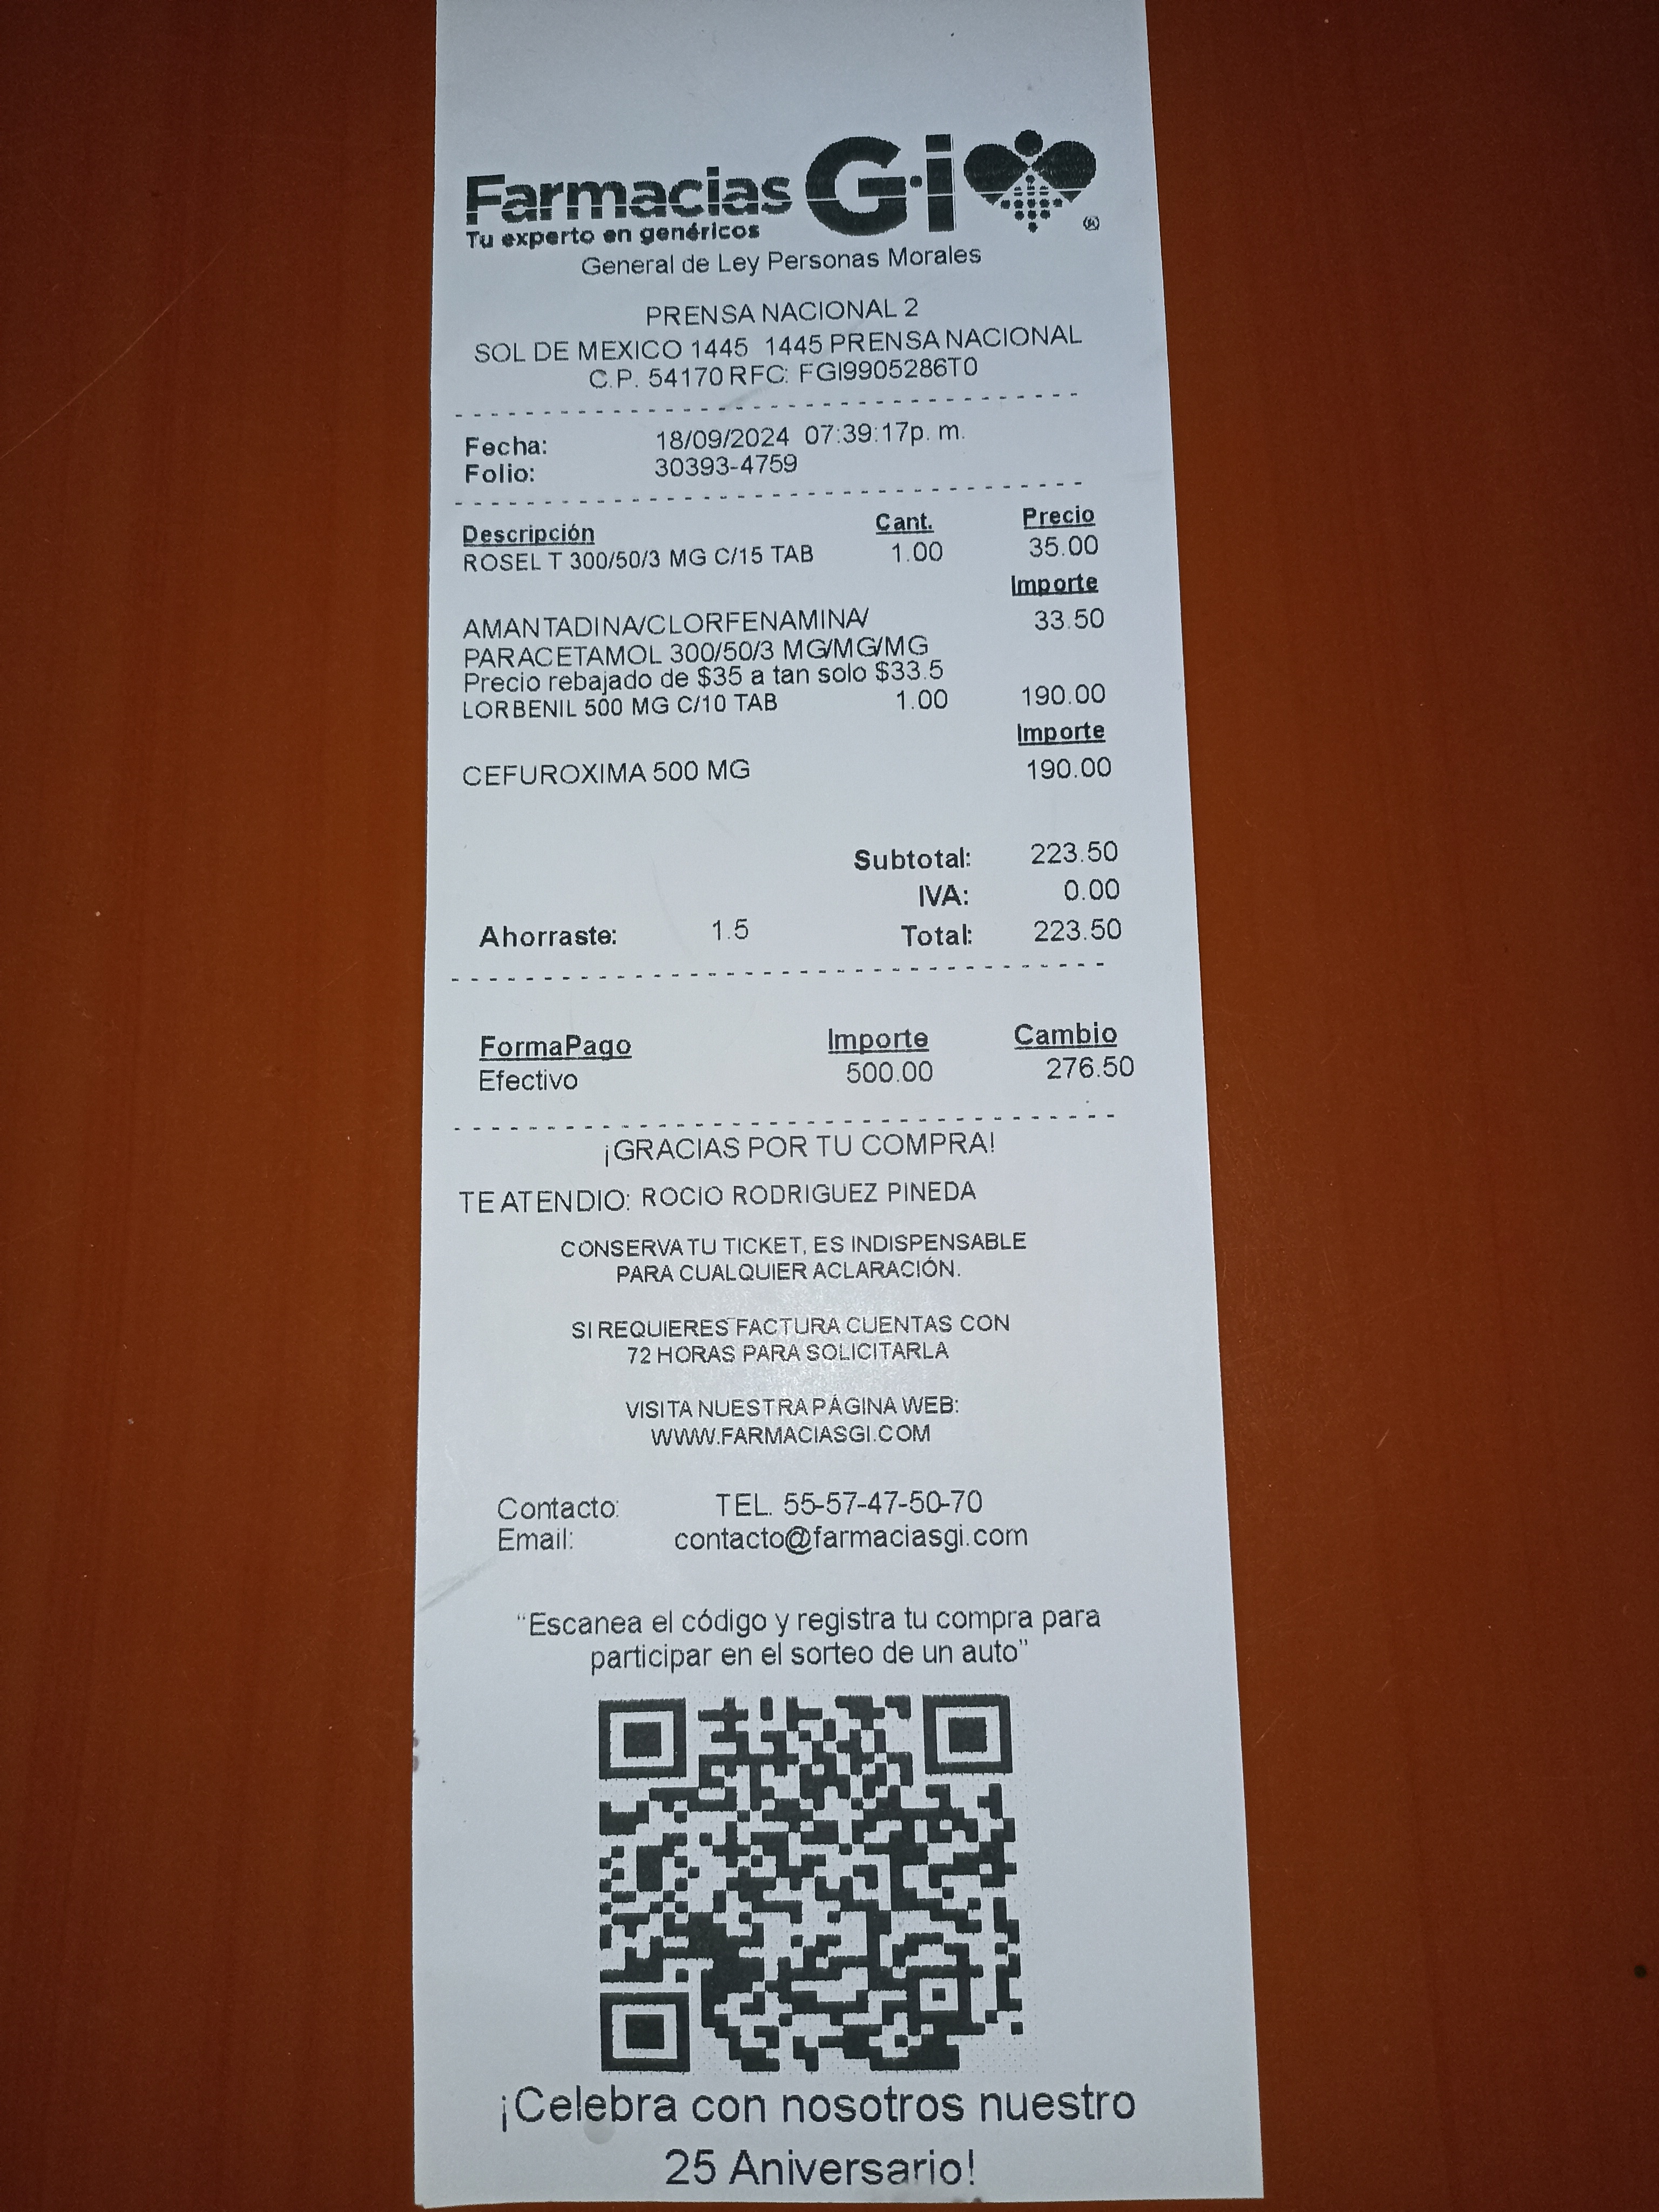 Farmacias G·i ®
Tu experto en genéricos
General de Ley Personas Morales
PRENSA NACIONAL 2
SOL DE MEXICO 1445 1445 PRENSA NACIONAL
C.P. 54170 RFC: FGI9905286T0
Fecha: 18/09/2024 07:39:17p. m.
Folio: 30393-4759
Descripción Cant. Precio
ROSEL T 300/50/3 MG C/15 TAB 1.00 35.00
Importe
AMANTADINA/CLORFENAMINA/ 33.50
PARACETAMOL 300/50/3 MG/MG/MG
Precio rebajado de $35 a tan solo $33.5
LORBENIL 500 MG C/10 TAB 1.00 190.00
Importe
CEFUROXIMA 500 MG 190.00
Subtotal: 223.50
IVA: 0.00
Ahorraste: 1.5 Total: 223.50
FormaPago Importe Cambio
Efectivo 500.00 276.50
¡GRACIAS POR TU COMPRA!
TE ATENDIO: ROCIO RODRIGUEZ PINEDA
CONSERVA TU TICKET, ES INDISPENSABLE
PARA CUALQUIER ACLARACIÓN.
SI REQUIERES FACTURA CUENTAS CON
72 HORAS PARA SOLICITARLA
VISITA NUESTRA PÁGINA WEB:
WWW.FARMACIASGI.COM
Contacto: TEL. 55-57-47-50-70
Email: contacto@farmaciasgi.com
"Escanea el código y registra tu compra para
participar en el sorteo de un auto"
¡Celebra con nosotros nuestro
25 Aniversario!